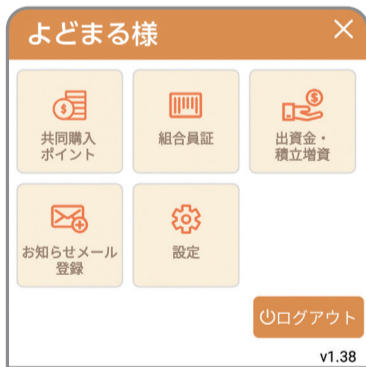 よどまる様
共同購入
ポイント
組合員証
出資金・
積立増資
お知らせメール
登録
設定
ログアウト
v1.38